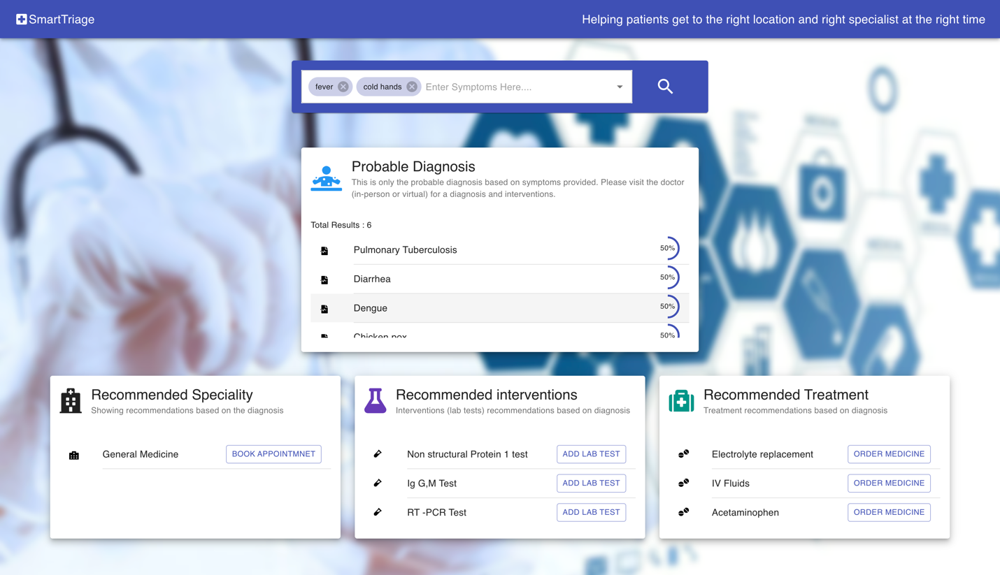 SmartTriage
Helping patients get to the right location and right specialist at the right time
fever
cold hands
Enter Symptoms Here....
Probable Diagnosis
This is only the probable diagnosis based on symptoms provided. Please visit the doctor
(in-person or virtual) for a diagnosis and interventions.
Total Results : 6
Pulmonary Tuberculosis 50%
Diarrhea 50%
Dengue 50%
Chicken pox 50%
Recommended Speciality
Showing recommendations based on the diagnosis
General Medicine BOOK APPOINTMNET
Recommended interventions
Interventions (lab tests) recommendations based on diagnosis
Non structural Protein 1 test ADD LAB TEST
Ig G,M Test ADD LAB TEST
RT -PCR Test ADD LAB TEST
Recommended Treatment
Treatment recommendations based on diagnosis
Electrolyte replacement ORDER MEDICINE
IV Fluids ORDER MEDICINE
Acetaminophen ORDER MEDICINE